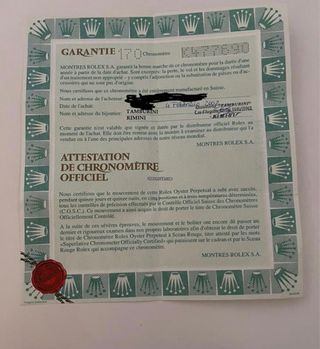 GARANTIE 170 Chronomètre
MONTRES ROLEX S.A. garantit la bonne marche de ce chronomètre pour la durée d'une
année à partir de la date d'achat. Sont exceptés: la perte, le vol et les dommages résultant
d'un traitement non approprié - y compris l'adjonction ou la substitution de pièces ou d'ac-
cessoires qui ne sont pas de notre marque.
Nous certifions que ce chronomètre a été entièrement manufacturé en Suisse.
Nom et adresse de l'acheteur:
Date de l'achat:
Nom et adresse TAMBURINI
du bijoutier: RIMINI
RIMINI
Cette garantie n'est valable que signée et datée par le distributeur officiel Rolex au
moment de l'achat. Elle doit être remise avec la montre à examiner au distributeur qui l'a
vendue ou à l'une des principales adresses de notre réseau mondial.
MONTRES ROLEX S.A.
ATTESTATION
DE CHRONOMÈTRE
OFFICIEL
Nous certifions que le mouvement de cette Rolex Oyster Perpetual a subi avec succès,
pendant quinze jours et quinze nuits, en cinq positions et à trois températures différentes,
tous les contrôles de précision effectués par le Contrôle Officiel Suisse des Chronomètres
(C.O.S.C.). Ce mouvement a ainsi acquis le droit de porter le titre de Chronomètre Suisse
Officiellement Contrôlé.
A la suite de ces sévères épreuves, le mouvement et le boîtier ont encore dû passer un
dernier et rigoureux examen dans nos propres laboratoires afin d'obtenir le droit de porter
le titre de Chronomètre Rolex Oyster Perpetual à Sceau Rouge, titre attesté par les mots
«Superlative Chronometer Officially Certified» qui paraissent sur le cadran et par le Sceau
Rouge Rolex qui accompagne ce chronomètre.
MONTRES ROLEX S.A.